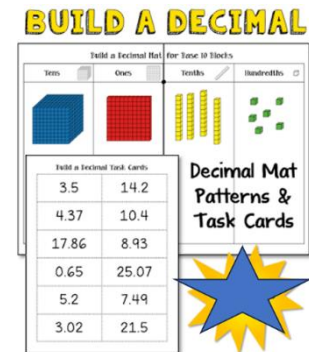 BUILD A DECIMAL
Build a Decimal Mat for Base 10 Blocks
Tens Ones Tenths Hundredths
Build a Decimal Task Cards
3.5 14.2
4.37 10.4
17.86 8.93
0.65 25.07
5.2 7.49
3.02 21.5
Decimal Mat
Patterns &
Task Cards